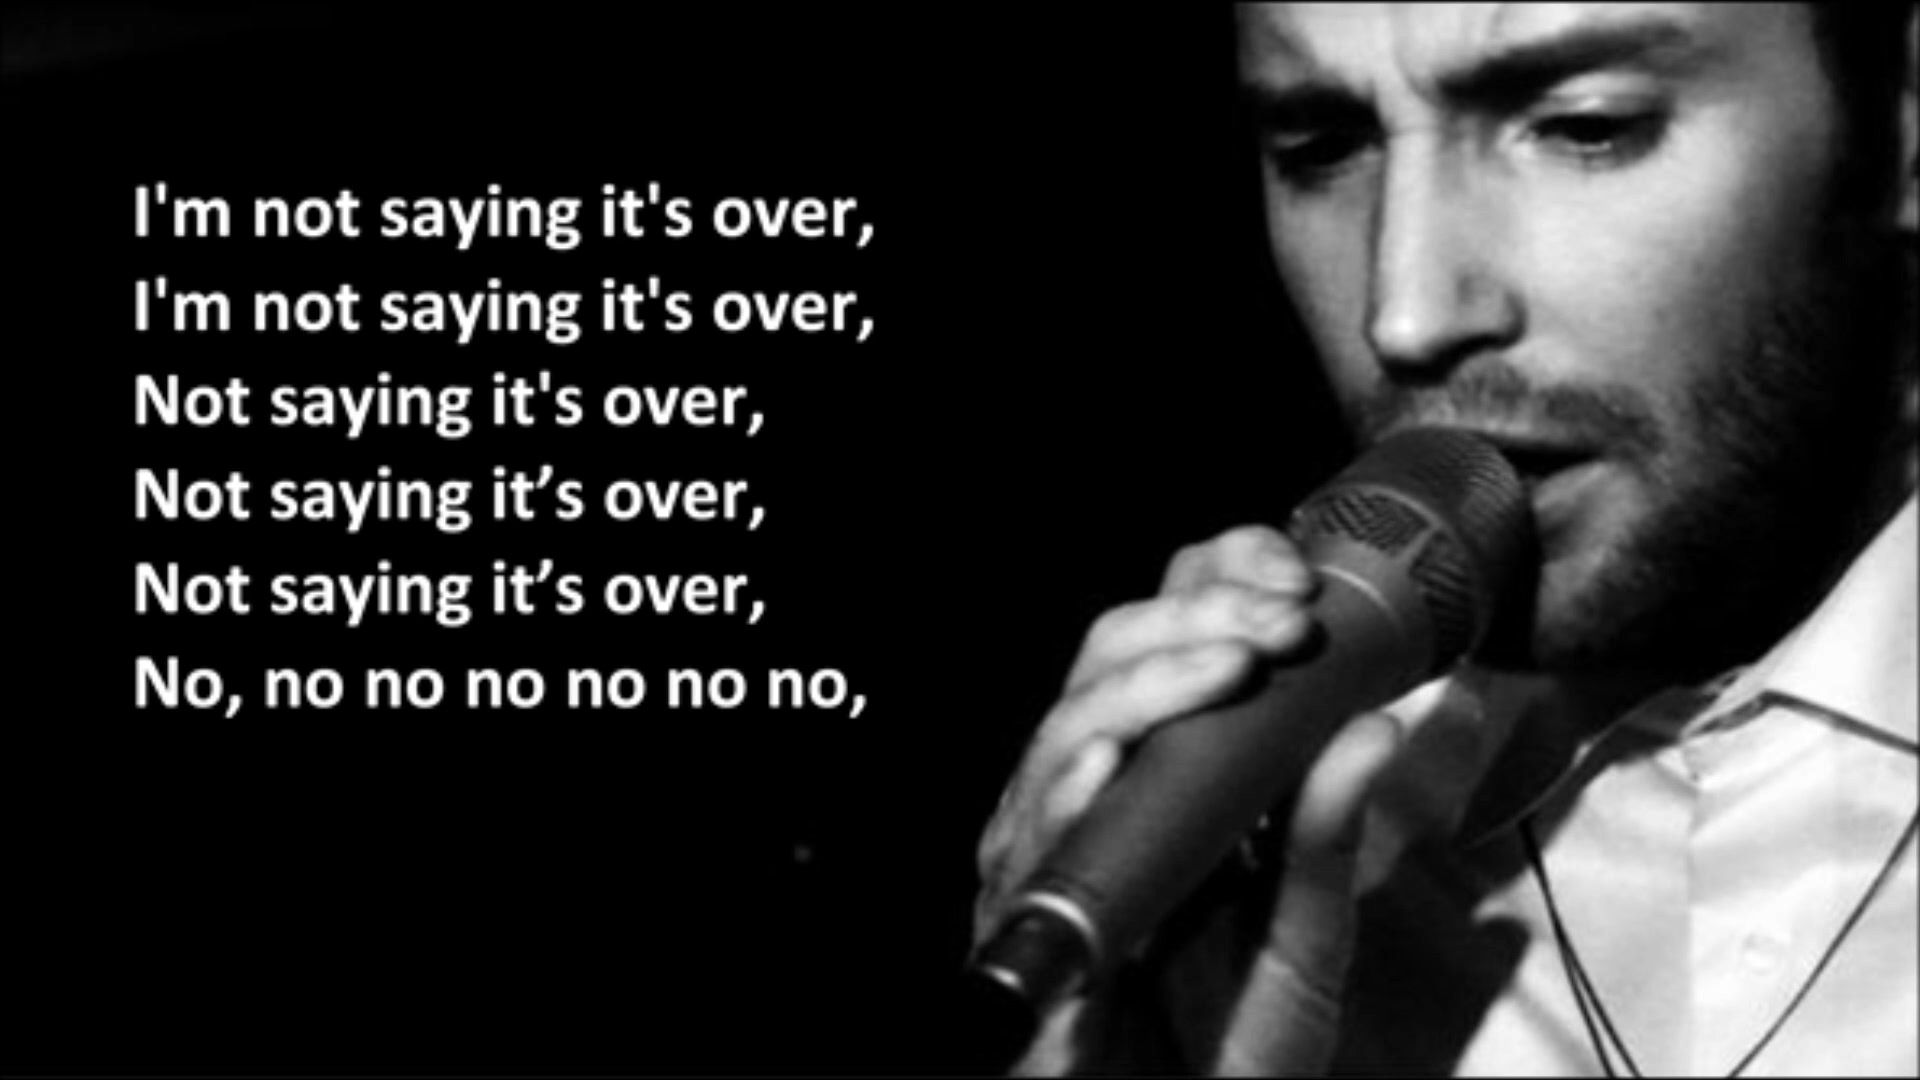 I'm not saying it's over,
I'm not saying it's over,
Not saying it's over,
Not saying it’s over,
Not saying it’s over,
No, no no no no no no,